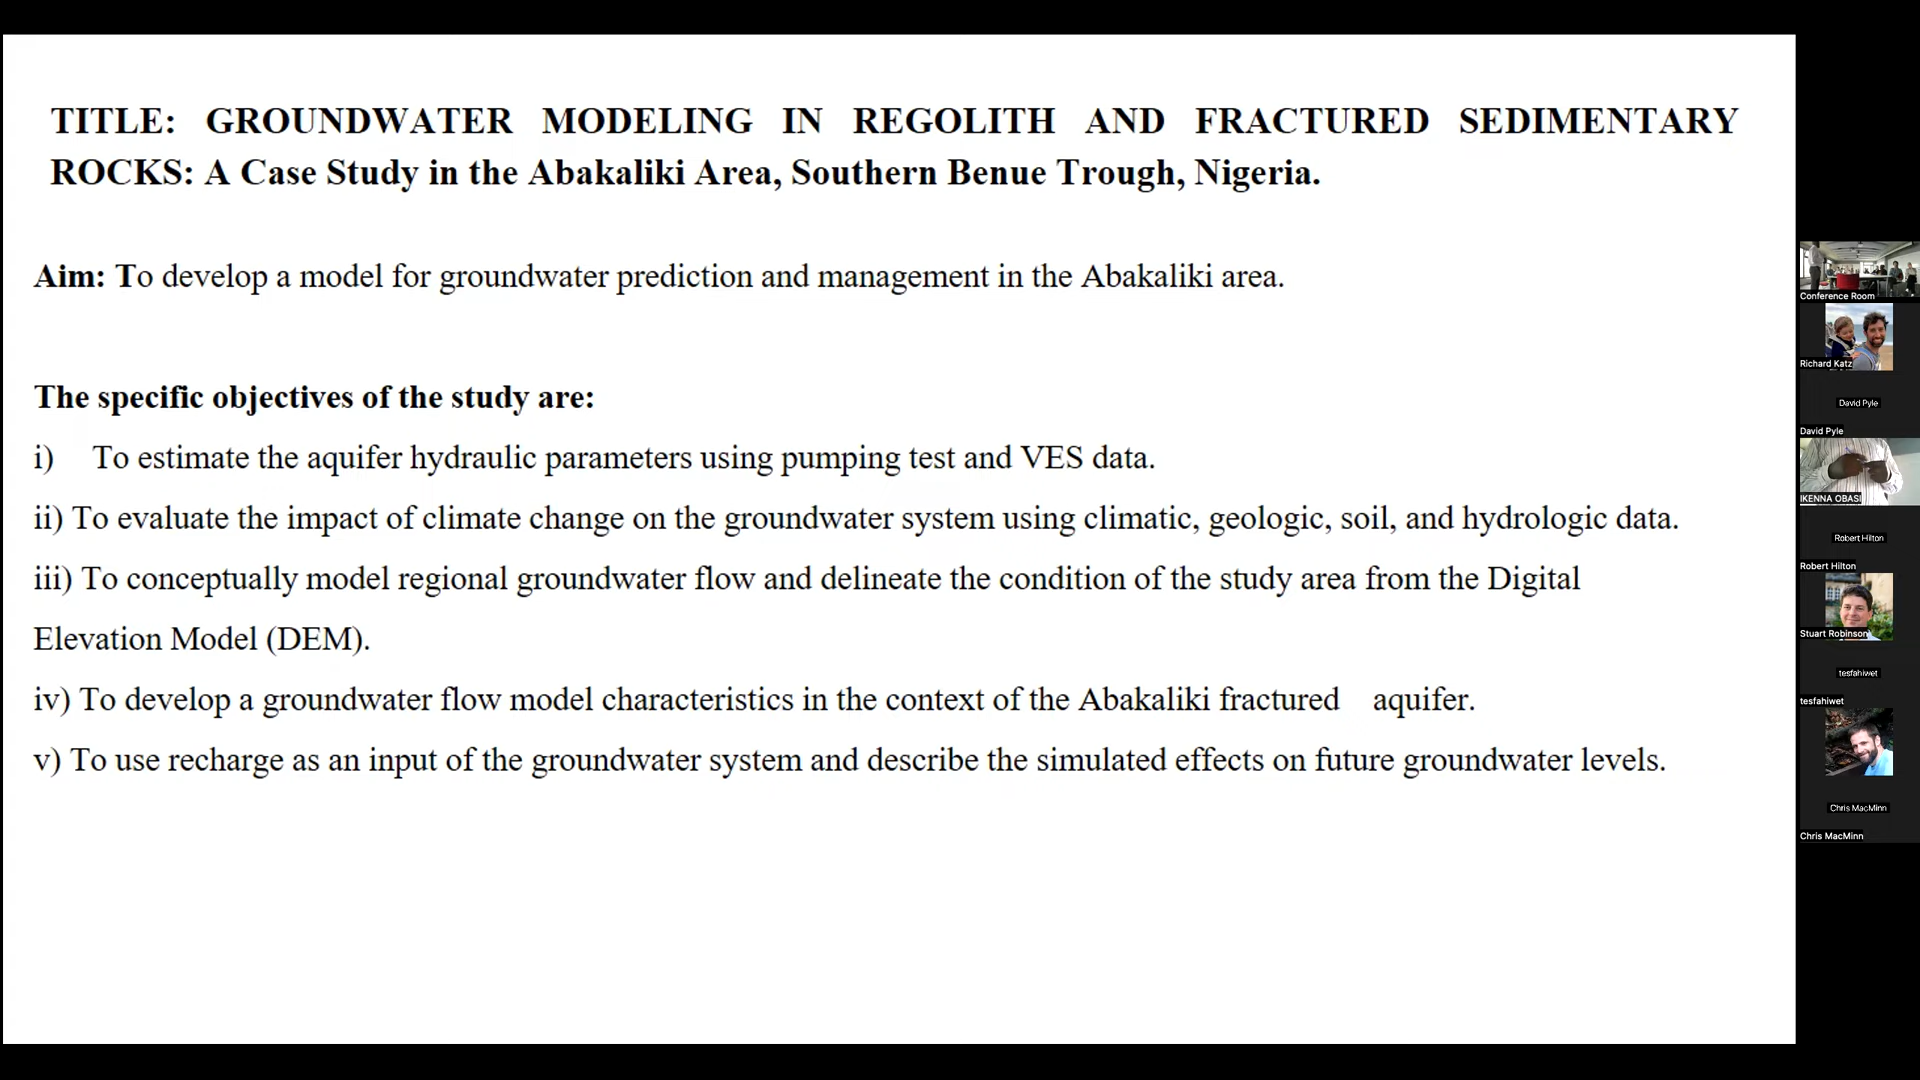 TITLE: GROUNDWATER MODELING IN REGOLITH AND FRACTURED SEDIMENTARY
ROCKS: A Case Study in the Abakaliki Area, Southern Benue Trough, Nigeria.
Aim: To develop a model for groundwater prediction and management in the Abakaliki area.
The specific objectives of the study are:
i) To estimate the aquifer hydraulic parameters using pumping test and VES data.
ii) To evaluate the impact of climate change on the groundwater system using climatic, geologic, soil, and hydrologic data.
iii) To conceptually model regional groundwater flow and delineate the condition of the study area from the Digital
Elevation Model (DEM).
iv) To develop a groundwater flow model characteristics in the context of the Abakaliki fractured aquifer.
v) To use recharge as an input of the groundwater system and describe the simulated effects on future groundwater levels.
Conference Room
Richard Katz
David Pyle
David Pyle
IKENNA OBASI
Robert Hilton
Robert Hilton
Stuart Robinson
tesfahiwet
tesfahiwet
Chris MacMinn
Chris MacMinn